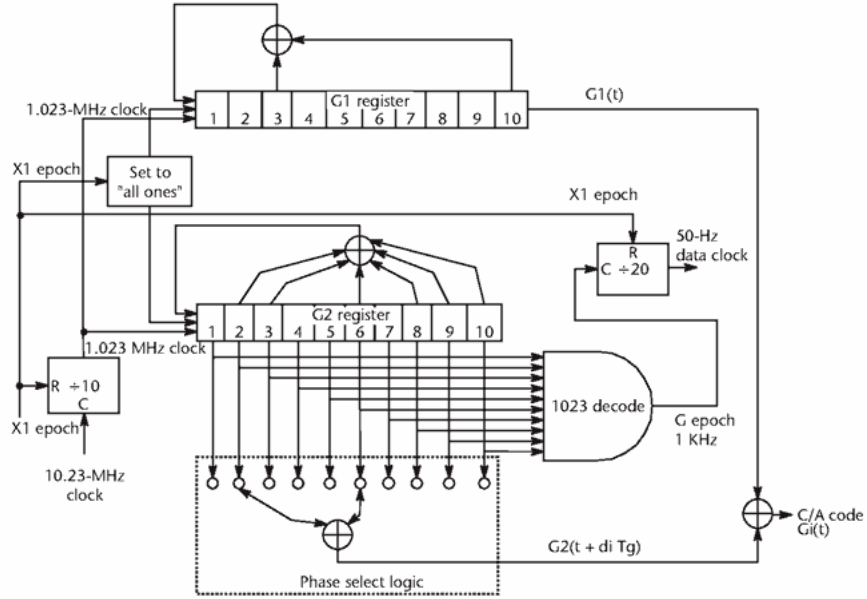 G1 register
1 2 3 4 5 6 7 8 9 10
G1(t)
1.023-MHz clock
X1 epoch
Set to
"all ones"
X1 epoch
R
C ÷20
50-Hz
data clock
G2 register
1 2 3 4 5 6 7 8 9 10
1.023 MHz clock
R ÷10
C
X1 epoch
10.23-MHz
clock
1023 decode
G epoch
1 KHz
C/A code
Gi(t)
G2(t + di Tg)
Phase select logic